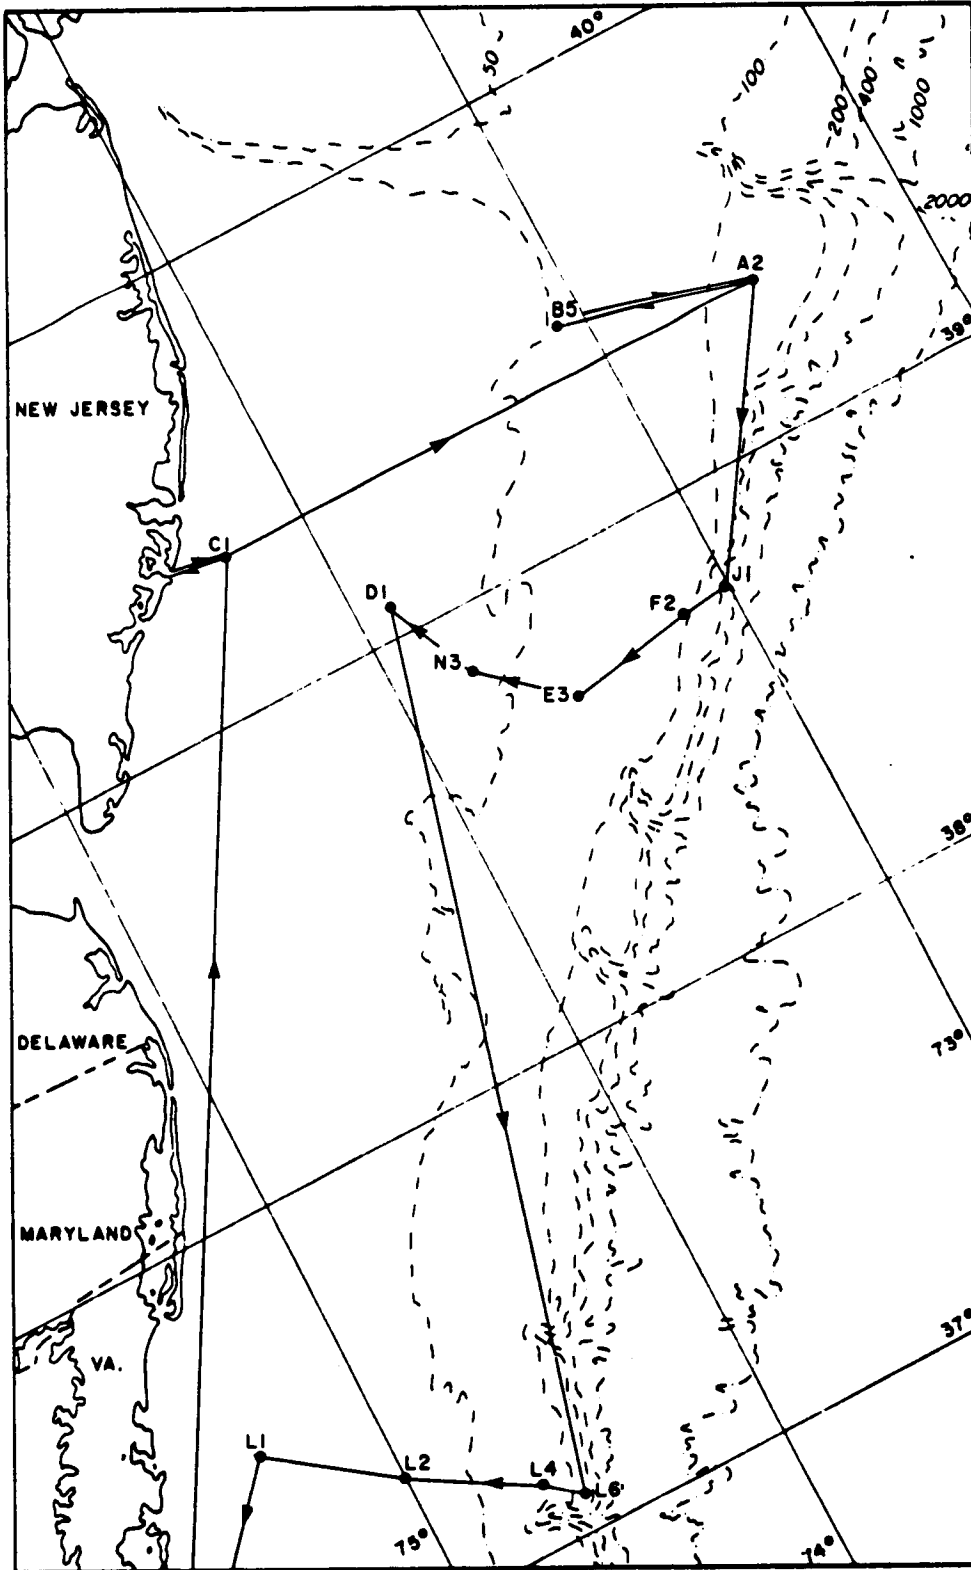 40°
50
100
200
400
1000
2000
A2
B5
39°
NEW JERSEY
C1
D1
J1
F2
N3
E3
38°
DELAWARE
73°
MARYLAND
37°
VA.
L1
L2
L4
L6
75°
74°